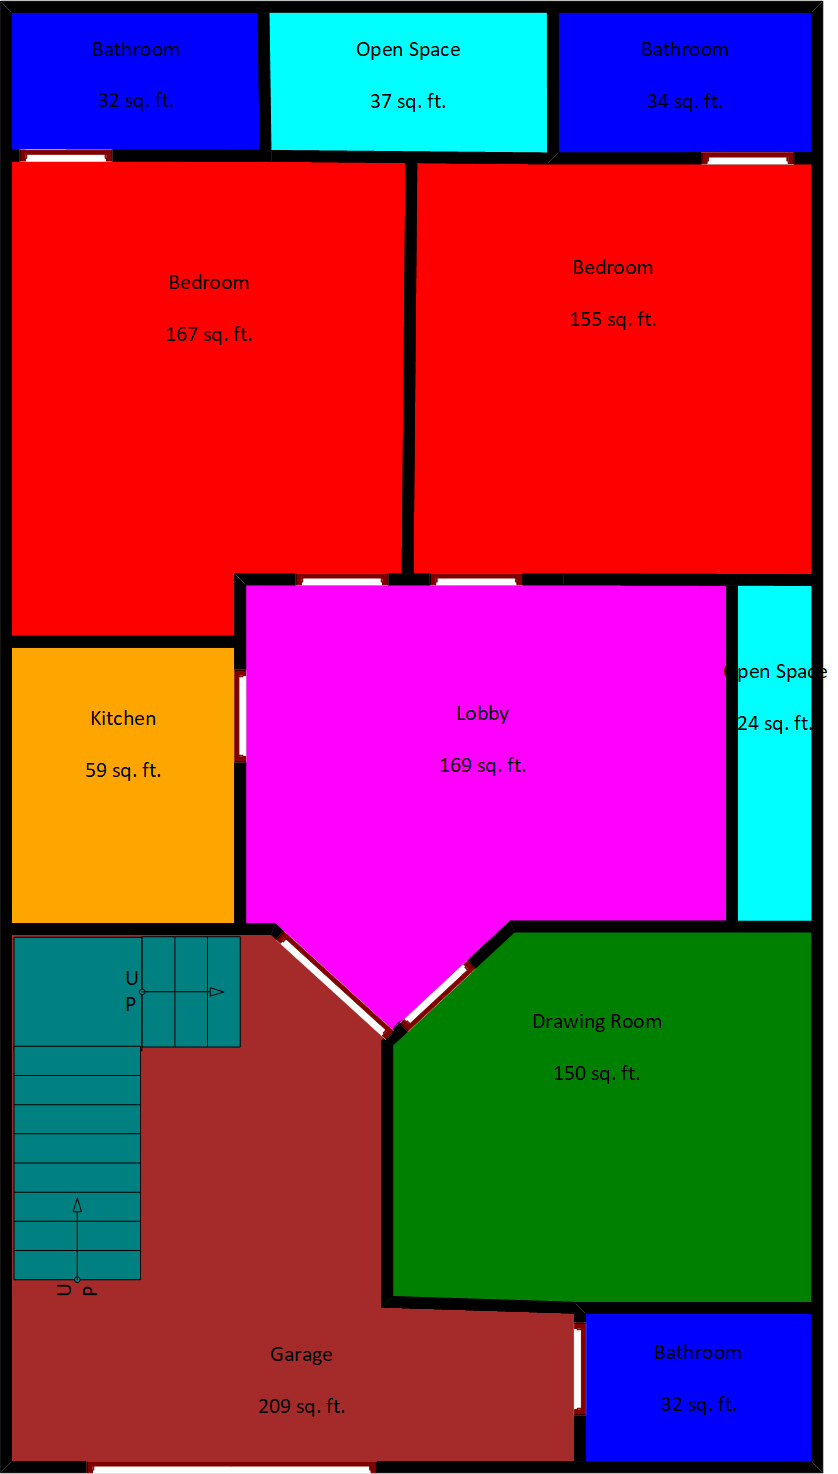 Bathroom
32 sq. ft.
Open Space
37 sq. ft.
Bathroom
34 sq. ft.
Bedroom
167 sq. ft.
Bedroom
155 sq. ft.
Kitchen
59 sq. ft.
Lobby
169 sq. ft.
Open Space
24 sq. ft.
UP
Drawing Room
150 sq. ft.
UP
Garage
209 sq. ft.
Bathroom
32 sq. ft.